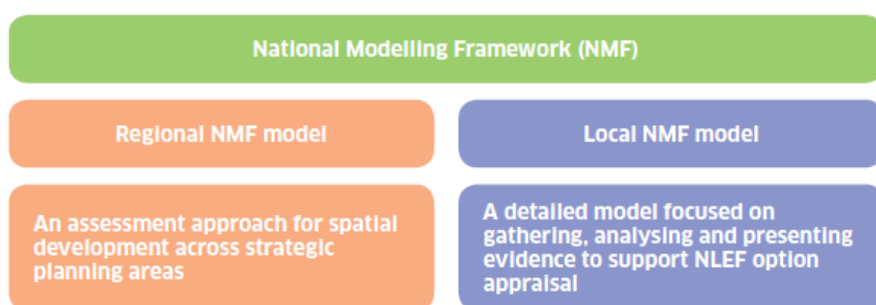 National Modelling Framework (NMF)
Regional NMF model
Local NMF model
An assessment approach for spatial
development across strategic
planning areas
A detailed model focused on
gathering, analysing and presenting
evidence to support NLEF option
appraisal